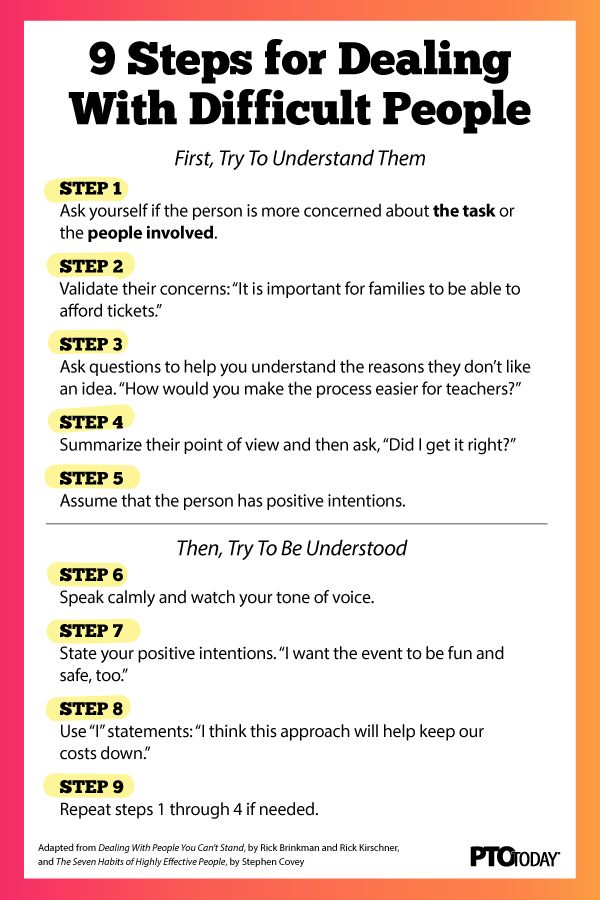 9 Steps for Dealing
With Difficult People
First, Try To Understand Them
STEP 1
Ask yourself if the person is more concerned about the task or
the people involved.
STEP 2
Validate their concerns: “It is important for families to be able to
afford tickets.”
STEP 3
Ask questions to help you understand the reasons they don’t like
an idea. “How would you make the process easier for teachers?”
STEP 4
Summarize their point of view and then ask, “Did I get it right?”
STEP 5
Assume that the person has positive intentions.
Then, Try To Be Understood
STEP 6
Speak calmly and watch your tone of voice.
STEP 7
State your positive intentions. “I want the event to be fun and
safe, too.”
STEP 8
Use “I” statements: “I think this approach will help keep our
costs down.”
STEP 9
Repeat steps 1 through 4 if needed.
Adapted from Dealing With People You Can’t Stand, by Rick Brinkman and Rick Kirschner,
and The Seven Habits of Highly Effective People, by Stephen Covey
PTO TODAY